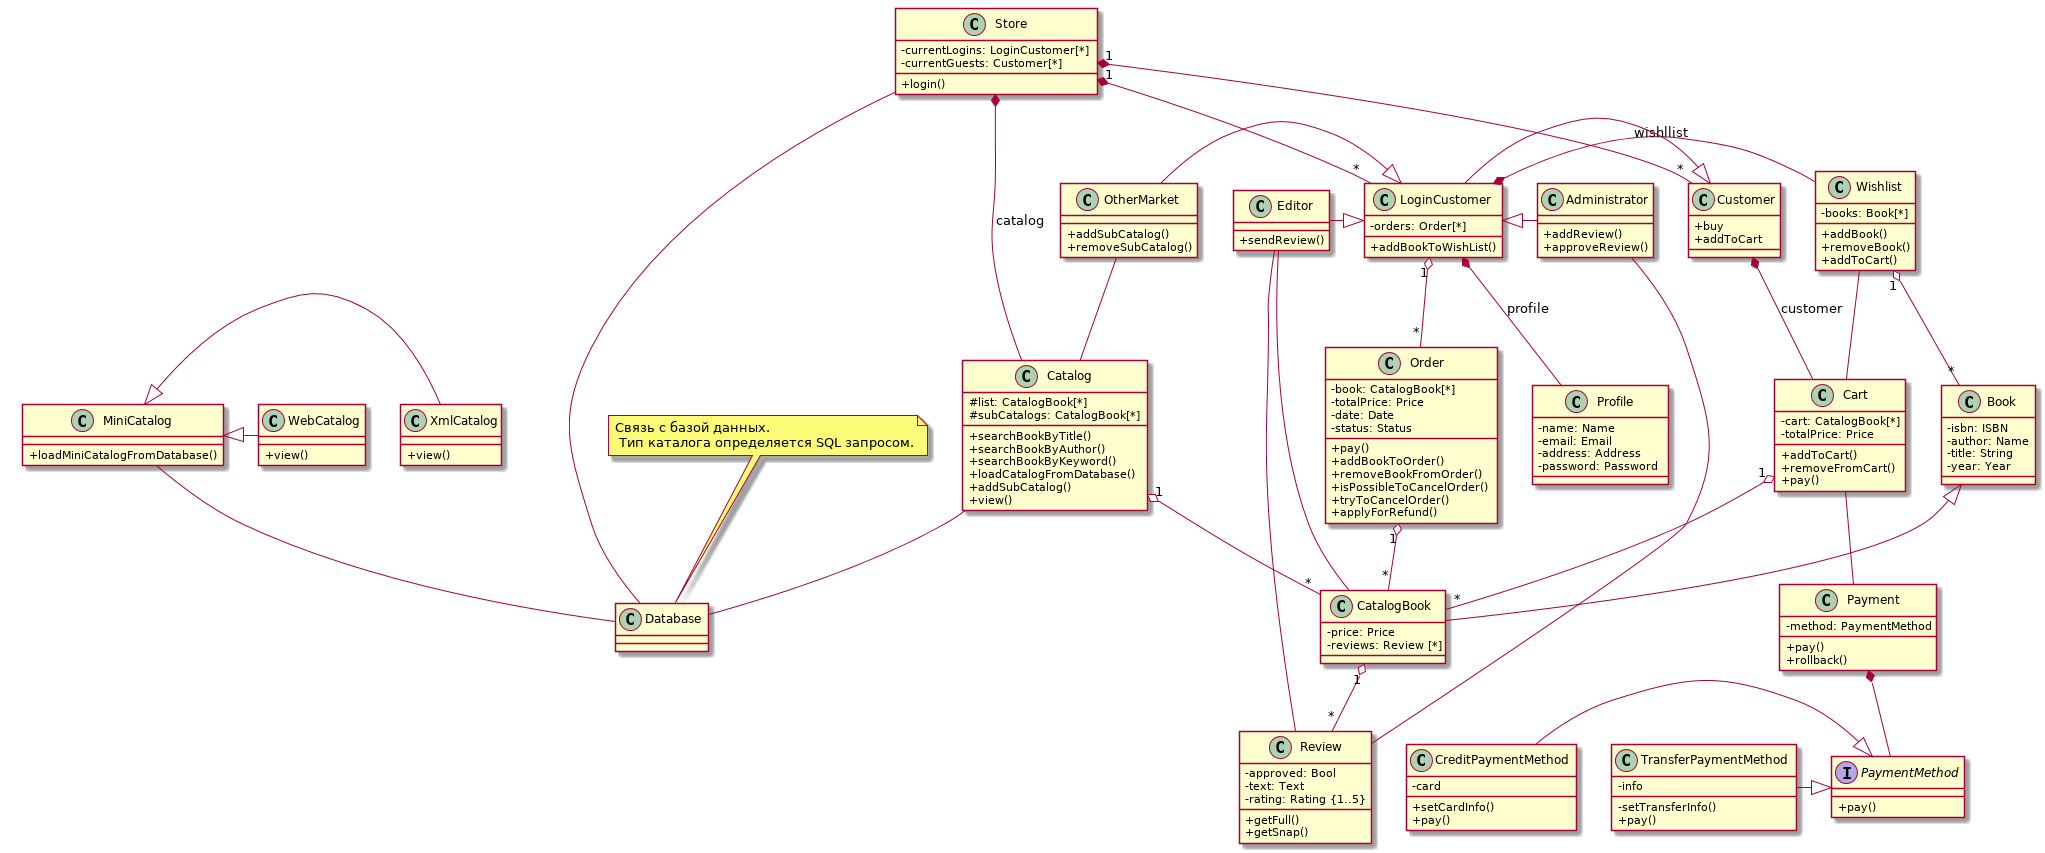 C Store
-currentLogins: LoginCustomer[*]
-currentGuests: Customer[*]
+login()
1
1
*
*
wishllist
catalog
C OtherMarket
+addSubCatalog()
+removeSubCatalog()
C Editor
+sendReview()
C LoginCustomer
-orders: Order[*]
+addBookToWishList()
C Administrator
+addReview()
+approveReview()
C Customer
+buy
+addToCart
C Wishlist
-books: Book[*]
+addBook()
+removeBook()
+addToCart()
1
*
profile
customer
1
*
C MiniCatalog
+loadMiniCatalogFromDatabase()
C WebCatalog
+view()
C XmlCatalog
+view()
Связь с базой данных.
Тип каталога определяется SQL запросом.
C Catalog
#list: CatalogBook[*]
#subCatalogs: CatalogBook[*]
+searchBookByTitle()
+searchBookByAuthor()
+searchBookByKeyword()
+loadCatalogFromDatabase()
+addSubCatalog()
+view()
C Order
-book: CatalogBook[*]
-totalPrice: Price
-date: Date
-status: Status
+pay()
+addBookToOrder()
+removeBookFromOrder()
+isPossibleToCancelOrder()
+tryToCancelOrder()
+applyForRefund()
C Profile
-name: Name
-email: Email
-address: Address
-password: Password
C Cart
-cart: CatalogBook[*]
-totalPrice: Price
+addToCart()
+removeFromCart()
+pay()
C Book
-isbn: ISBN
-author: Name
-title: String
-year: Year
1
*
1
*
1
*
C Database
C CatalogBook
-price: Price
-reviews: Review [*]
C Payment
-method: PaymentMethod
+pay()
+rollback()
1
*
C Review
-approved: Bool
-text: Text
-rating: Rating {1..5}
+getFull()
+getSnap()
C CreditPaymentMethod
-card
+setCardInfo()
+pay()
C TransferPaymentMethod
-info
-setTransferInfo()
+pay()
I PaymentMethod
+pay()